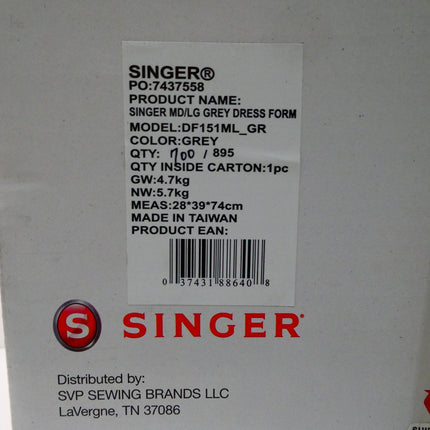 SINGER®
PO:7437558
PRODUCT NAME:
SINGER MD/LG GREY DRESS FORM
MODEL:DF151ML_GR
COLOR:GREY
QTY: 700 / 895
QTY INSIDE CARTON:1pc
GW:4.7kg
NW:5.7kg
MEAS:28*39*74cm
MADE IN TAIWAN
PRODUCT EAN:
0 37431 88640 8
S SINGER®
Distributed by:
SVP SEWING BRANDS LLC
LaVergne, TN 37086